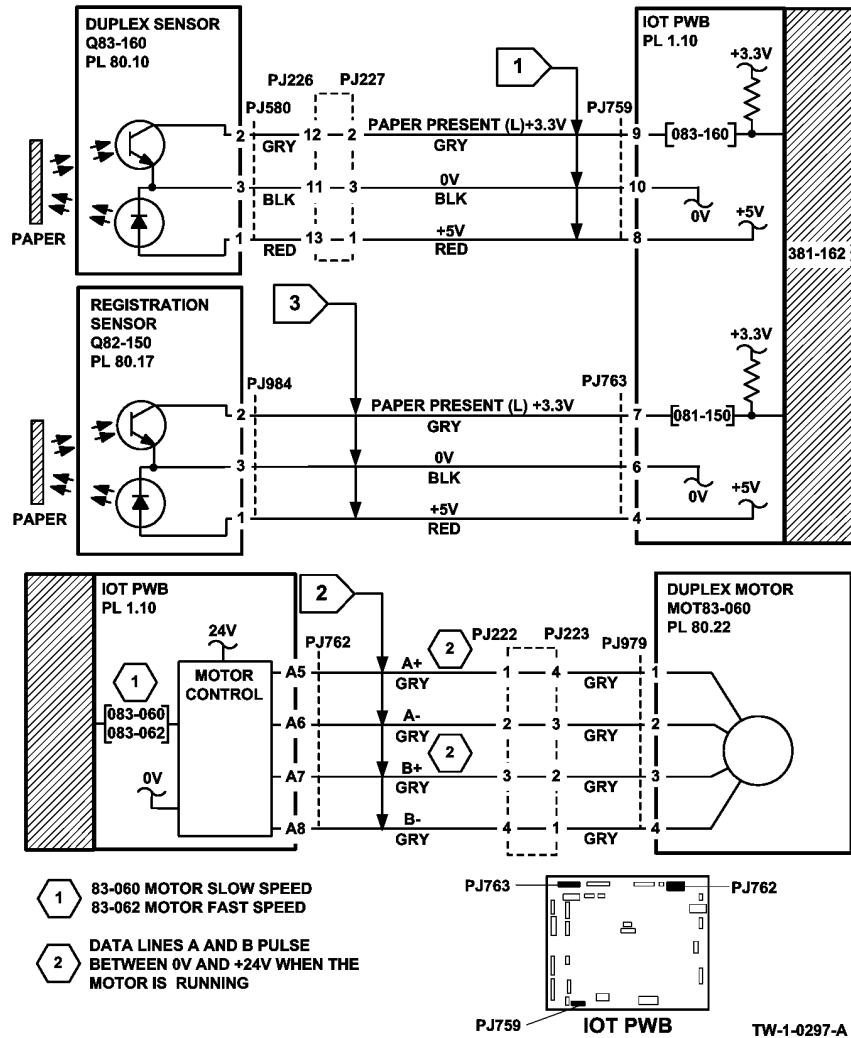 DUPLEX SENSOR
Q83-160
PL 80.10
PJ226
PJ227
PJ580
1
IOT PWB
PL 1.10
+3.3V
PJ759
2
GRY
12
2
PAPER PRESENT (L)+3.3V
GRY
9
[083-160]
3
BLK
11
3
0V
BLK
10
0V
+5V
1
RED
13
1
+5V
RED
8
PAPER
381-162
REGISTRATION
SENSOR
Q82-150
PL 80.17
3
PJ984
PJ763
+3.3V
2
PAPER PRESENT (L) +3.3V
GRY
7
[081-150]
3
0V
BLK
6
0V
+5V
1
+5V
RED
4
PAPER
IOT PWB
PL 1.10
24V
MOTOR
CONTROL
1
[083-060]
[083-062]
0V
2
PJ762
2
PJ222
PJ223
PJ979
DUPLEX MOTOR
MOT83-060
PL 80.22
A5
A+
GRY
1
4
GRY
1
A6
A-
GRY
2
2
3
GRY
2
A7
B+
GRY
3
2
GRY
3
A8
B-
GRY
4
1
GRY
4
1
83-060 MOTOR SLOW SPEED
83-062 MOTOR FAST SPEED
2
DATA LINES A AND B PULSE
BETWEEN 0V AND +24V WHEN THE
MOTOR IS RUNNING
PJ763
PJ762
PJ759
IOT PWB
TW-1-0297-A